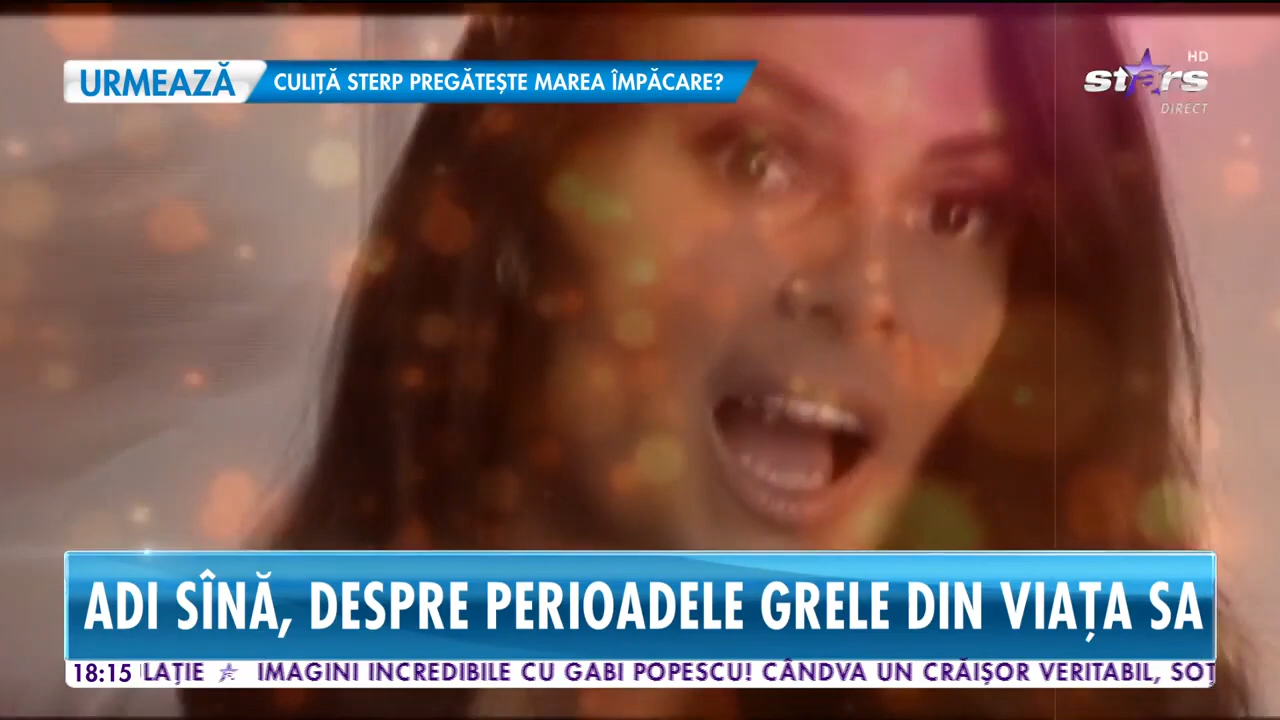 URMEAZĂ
CULIȚĂ STERP PREGĂTEȘTE MAREA ÎMPĂCARE?
HD
stars
DIRECT
ADI SÎNĂ, DESPRE PERIOADELE GRELE DIN VIAȚA SA
18:15 LAȚIE IMAGINI INCREDIBILE CU GABI POPESCU! CÂNDVA UN CRĂIȘOR VERITABIL, SOȚ